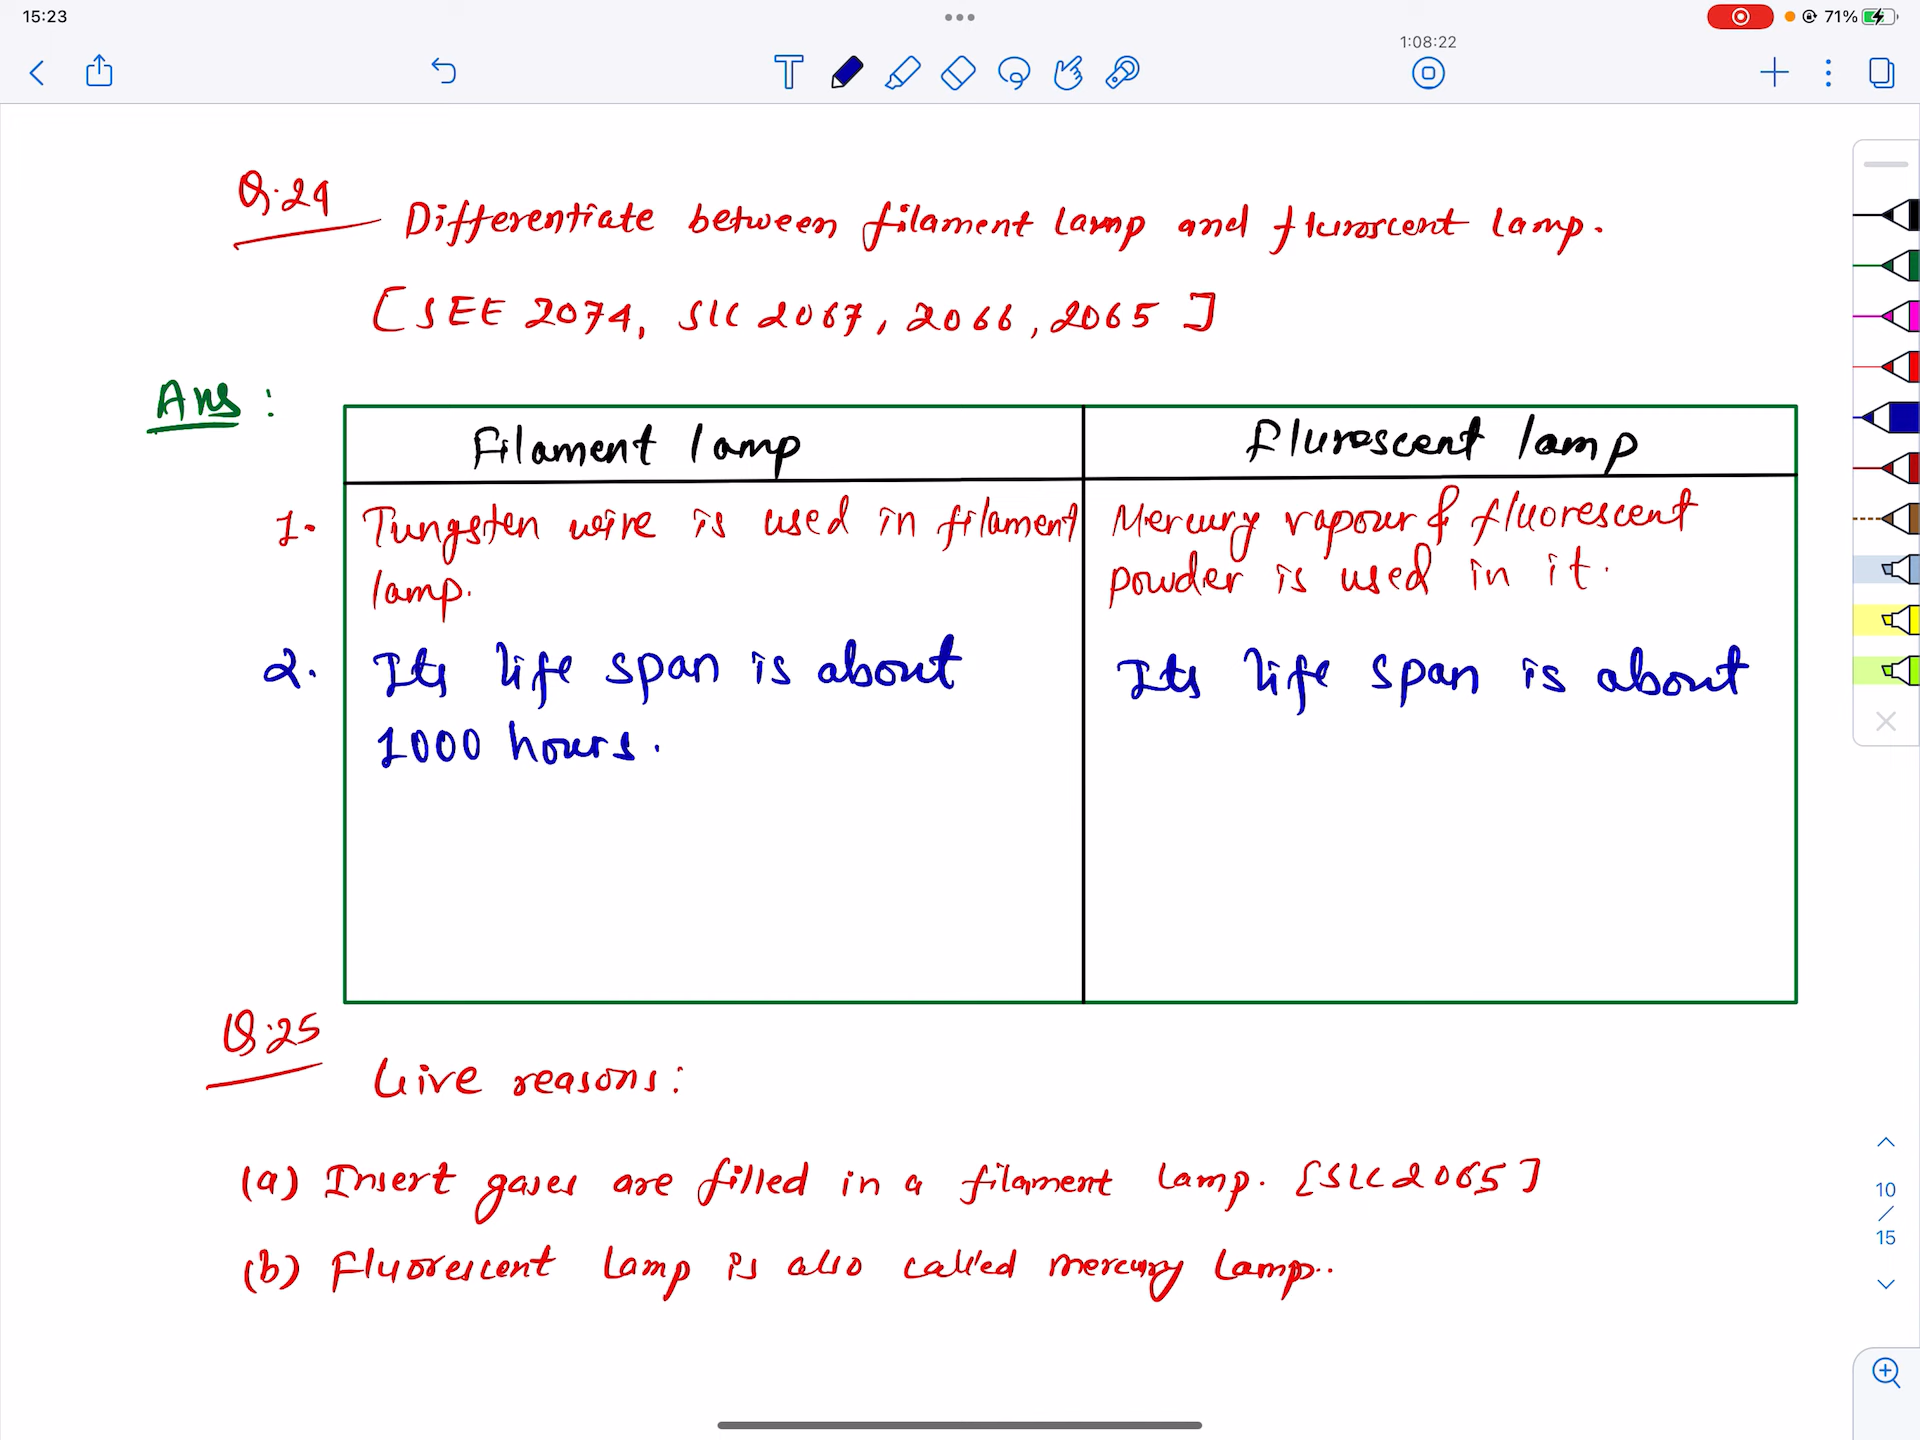 15:23
71%
1:08:22
Q.24
Differentiate between filament lamp and flurorscent lamp.
[SEE 2074, SLC 2067, 2066, 2065]
Ans:
Filament lamp
flurescent lamp
1. Tungsten wire is used in filament lamp.
Mercury vapour & fluorescent
powder is used in it.
2. Its life span is about
1000 hours.
Its life span is about
Q.25
Give reasons:
(a) Insert gases are filled in a filament lamp. [SLC 2065]
(b) Fluorescent lamp is also called mercury lamp..
10
/
15